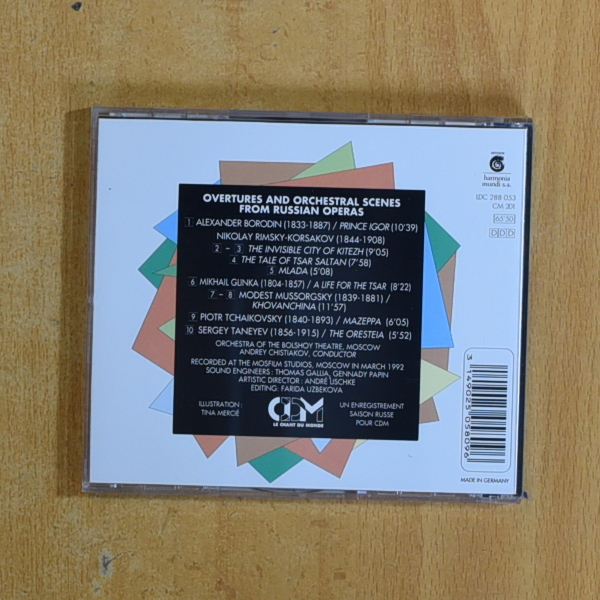 OVERTURES AND ORCHESTRAL SCENES
FROM RUSSIAN OPERAS
1 ALEXANDER BORODIN (1833-1887) / PRINCE IGOR (10'39)
NIKOLAY RIMSKY-KORSAKOV (1844-1908)
2 - 3 THE INVISIBLE CITY OF KITEZH (9'05)
4 THE TALE OF TSAR SALTAN (7'58)
5 MLADA (5'08)
6 MIKHAIL GLINKA (1804-1857) / A LIFE FOR THE TSAR (8'22)
7 - 8 MODEST MUSSORGSKY (1839-1881) /
KHOVANCHINA (11'57)
9 PIOTR TCHAIKOVSKY (1840-1893) / MAZEPPA (6'05)
10 SERGEY TANEYEV (1856-1915) / THE ORESTEIA (5'52)
ORCHESTRA OF THE BOLSHOY THEATRE, MOSCOW
ANDREY CHISTIAKOV, CONDUCTOR
RECORDED AT THE MOSFILM STUDIOS, MOSCOW IN MARCH 1992
SOUND ENGINEERS : THOMAS GALLIA, GENNADY PAPIN
ARTISTIC DIRECTOR : ANDRÉ LISCHKE
EDITING : FARIDA UZBEKOVA
ILLUSTRATION :
TINA MERCIÉ
CDM
LE CHANT DU MONDE
UN ENREGISTREMENT
SAISON RUSSE
POUR CDM
harmonia
mundi s.a.
LDC 288 053
CM 201
65'50
DDD
3 149025 058096
MADE IN GERMANY